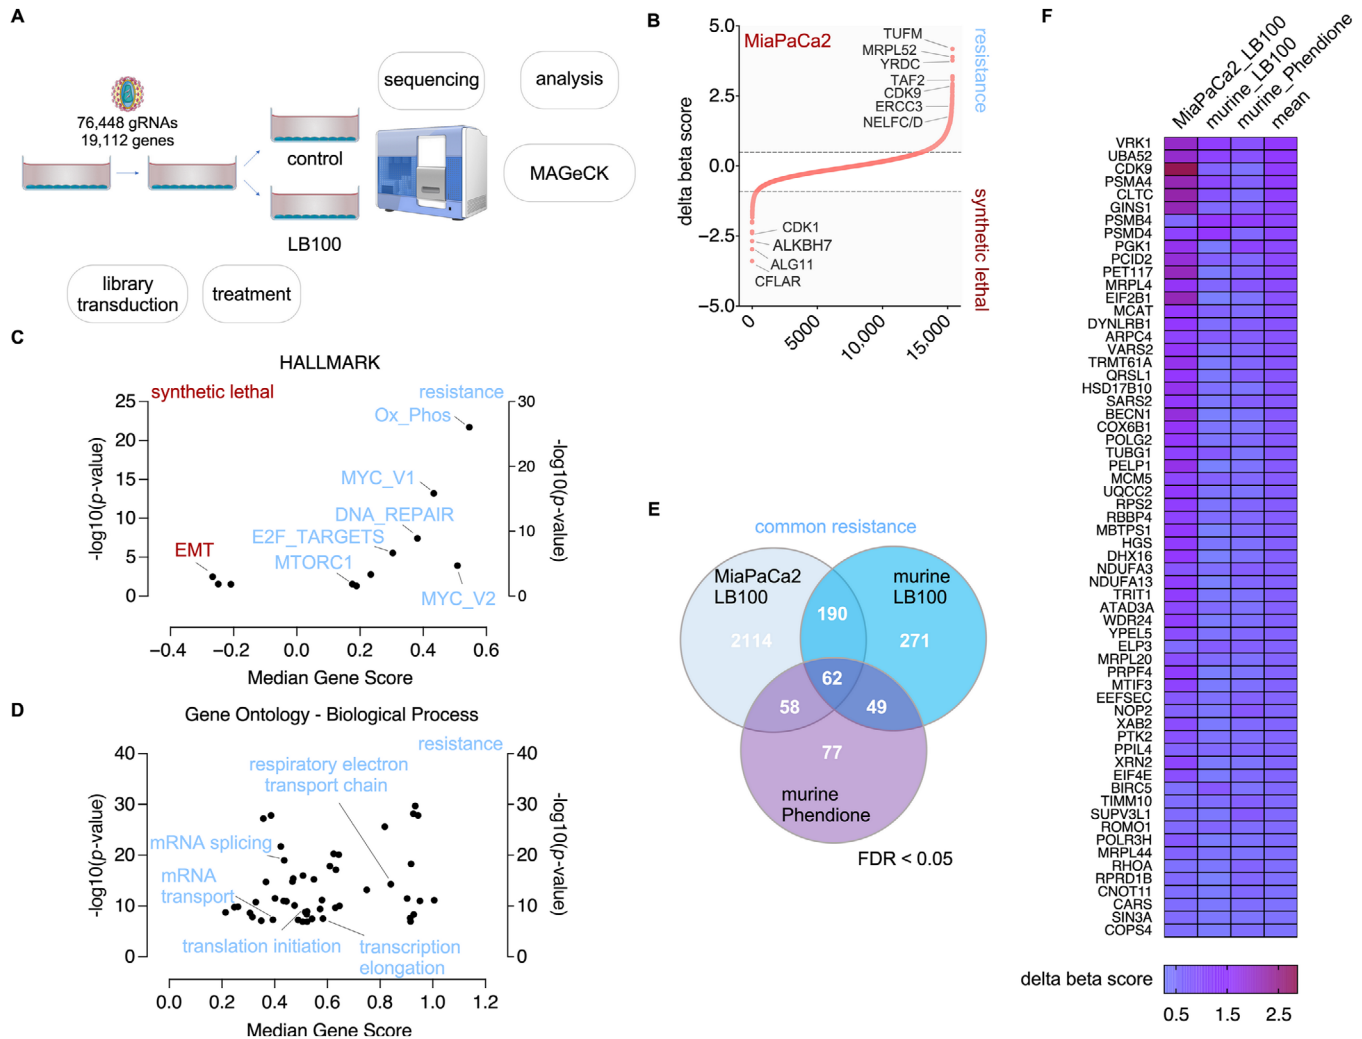 A
76,448 gRNAs
19,112 genes
control
LB100
sequencing
analysis
MAGeCK
library
transduction
treatment
B
MiaPaCa2
delta beta score
5.0
2.5
0.0
−2.5
−5.0
TUFM
MRPL52
YRDC
TAF2
CDK9
ERCC3
NELFC/D
CDK1
ALKBH7
ALG11
CFLAR
resistance
synthetic lethal
0
5000
10,000
15,000
C
HALLMARK
synthetic lethal
resistance
-log10(p-value)
25
20
15
10
5
0
30
20
10
0
-log10(p-value)
Ox_Phos
MYC_V1
DNA_REPAIR
E2F_TARGETS
MTORC1
EMT
MYC_V2
−0.4
−0.2
0.0
0.2
0.4
0.6
Median Gene Score
D
Gene Ontology - Biological Process
resistance
-log10(p-value)
40
30
20
10
0
40
30
20
10
0
-log10(p-value)
respiratory electron
transport chain
mRNA splicing
mRNA
transport
translation initiation
transcription
elongation
0.0
0.2
0.4
0.6
0.8
1.0
1.2
Median Gene Score
E
common resistance
MiaPaCa2
LB100
murine
LB100
2114
190
271
62
58
49
77
murine
Phendione
FDR < 0.05
F
MiaPaCa2_LB100
murine_LB100
murine_Phendione
mean
VRK1
UBA52
CDK9
PSMA4
CLTC
GINS1
PSMB4
PSMD4
PGK1
PCID2
PET117
MRPL4
EIF2B1
MCAT
DYNLRB1
ARPC4
VARS2
TRMT61A
QRSL1
HSD17B10
SARS2
BECN1
COX6B1
POLG2
TUBG1
PELP1
MCM5
UQCC2
RPS2
RBBP4
MBTPS1
HGS
DHX16
NDUFA3
NDUFA13
TRIT1
ATAD3A
WDR24
YPEL5
ELP3
MRPL20
PRPF4
MTIF3
EEFSEC
NOP2
XAB2
PTK2
PPIL4
XRN2
EIF4E
BIRC5
TIMM10
SUPV3L1
ROMO1
POLR3H
MRPL44
RHOA
RPRD1B
CNOT11
CARS
SIN3A
COPS4
delta beta score
0.5
1.5
2.5